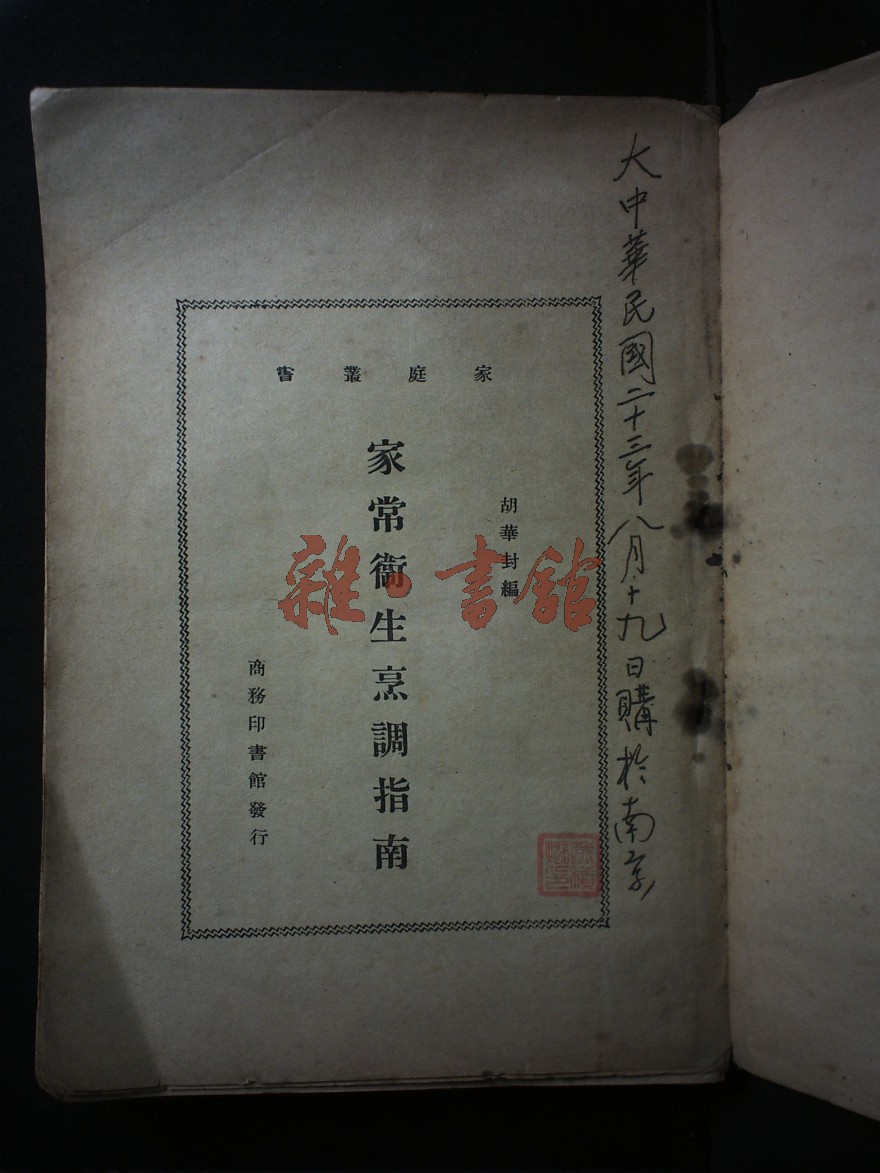 大中華民國二十三年八月十九日購於南京
家庭叢書
胡華封編
家常衞生烹調指南
商務印書館發行
雜·書館